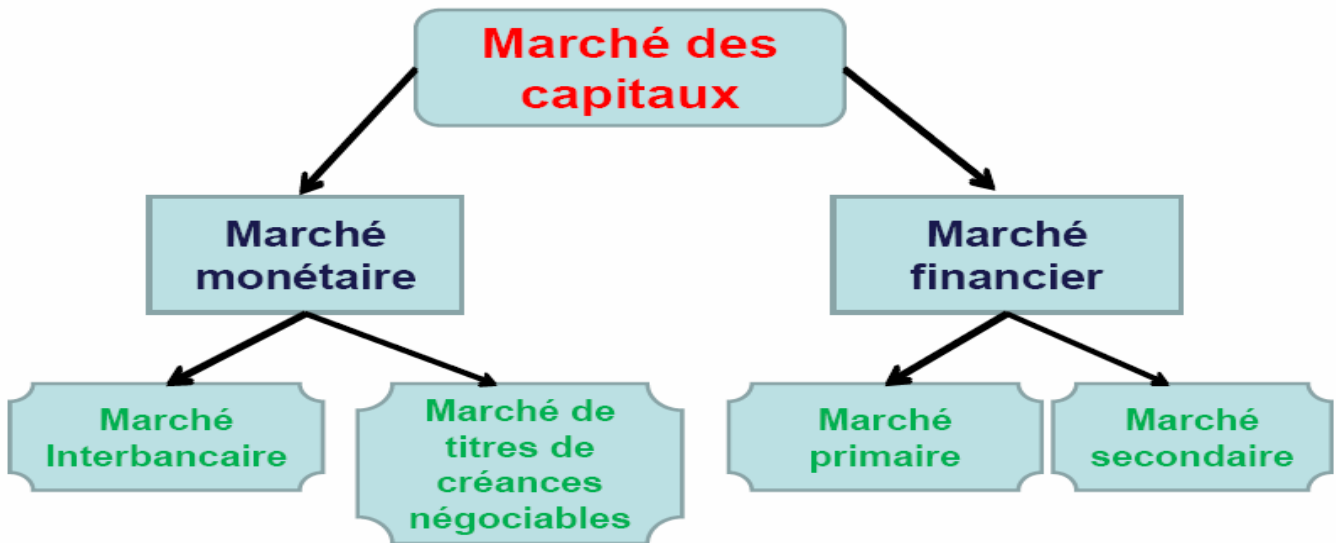 Marché des
capitaux
Marché
monétaire
Marché
financier
Marché
Interbancaire
Marché de
titres de
créances
négociables
Marché
primaire
Marché
secondaire